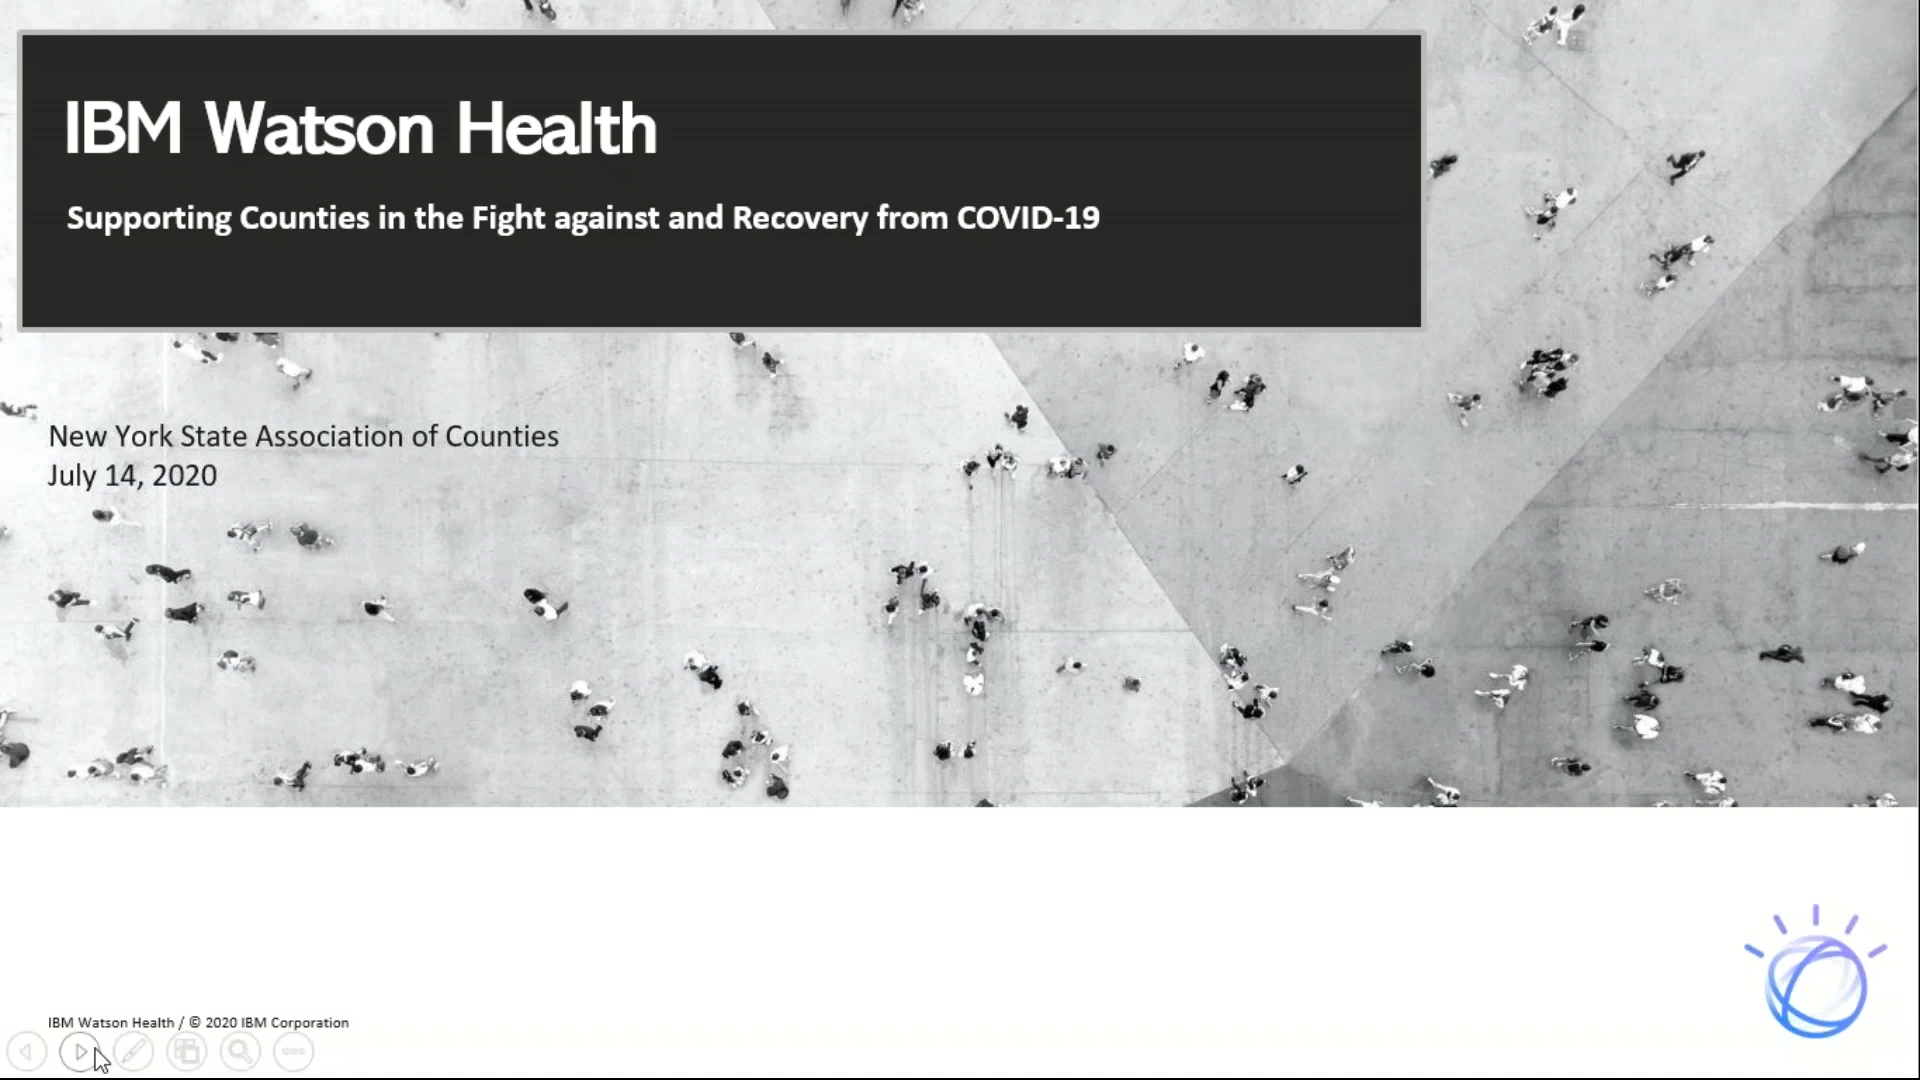 IBM Watson Health
Supporting Counties in the Fight against and Recovery from COVID-19
New York State Association of Counties
July 14, 2020
IBM Watson Health / © 2020 IBM Corporation